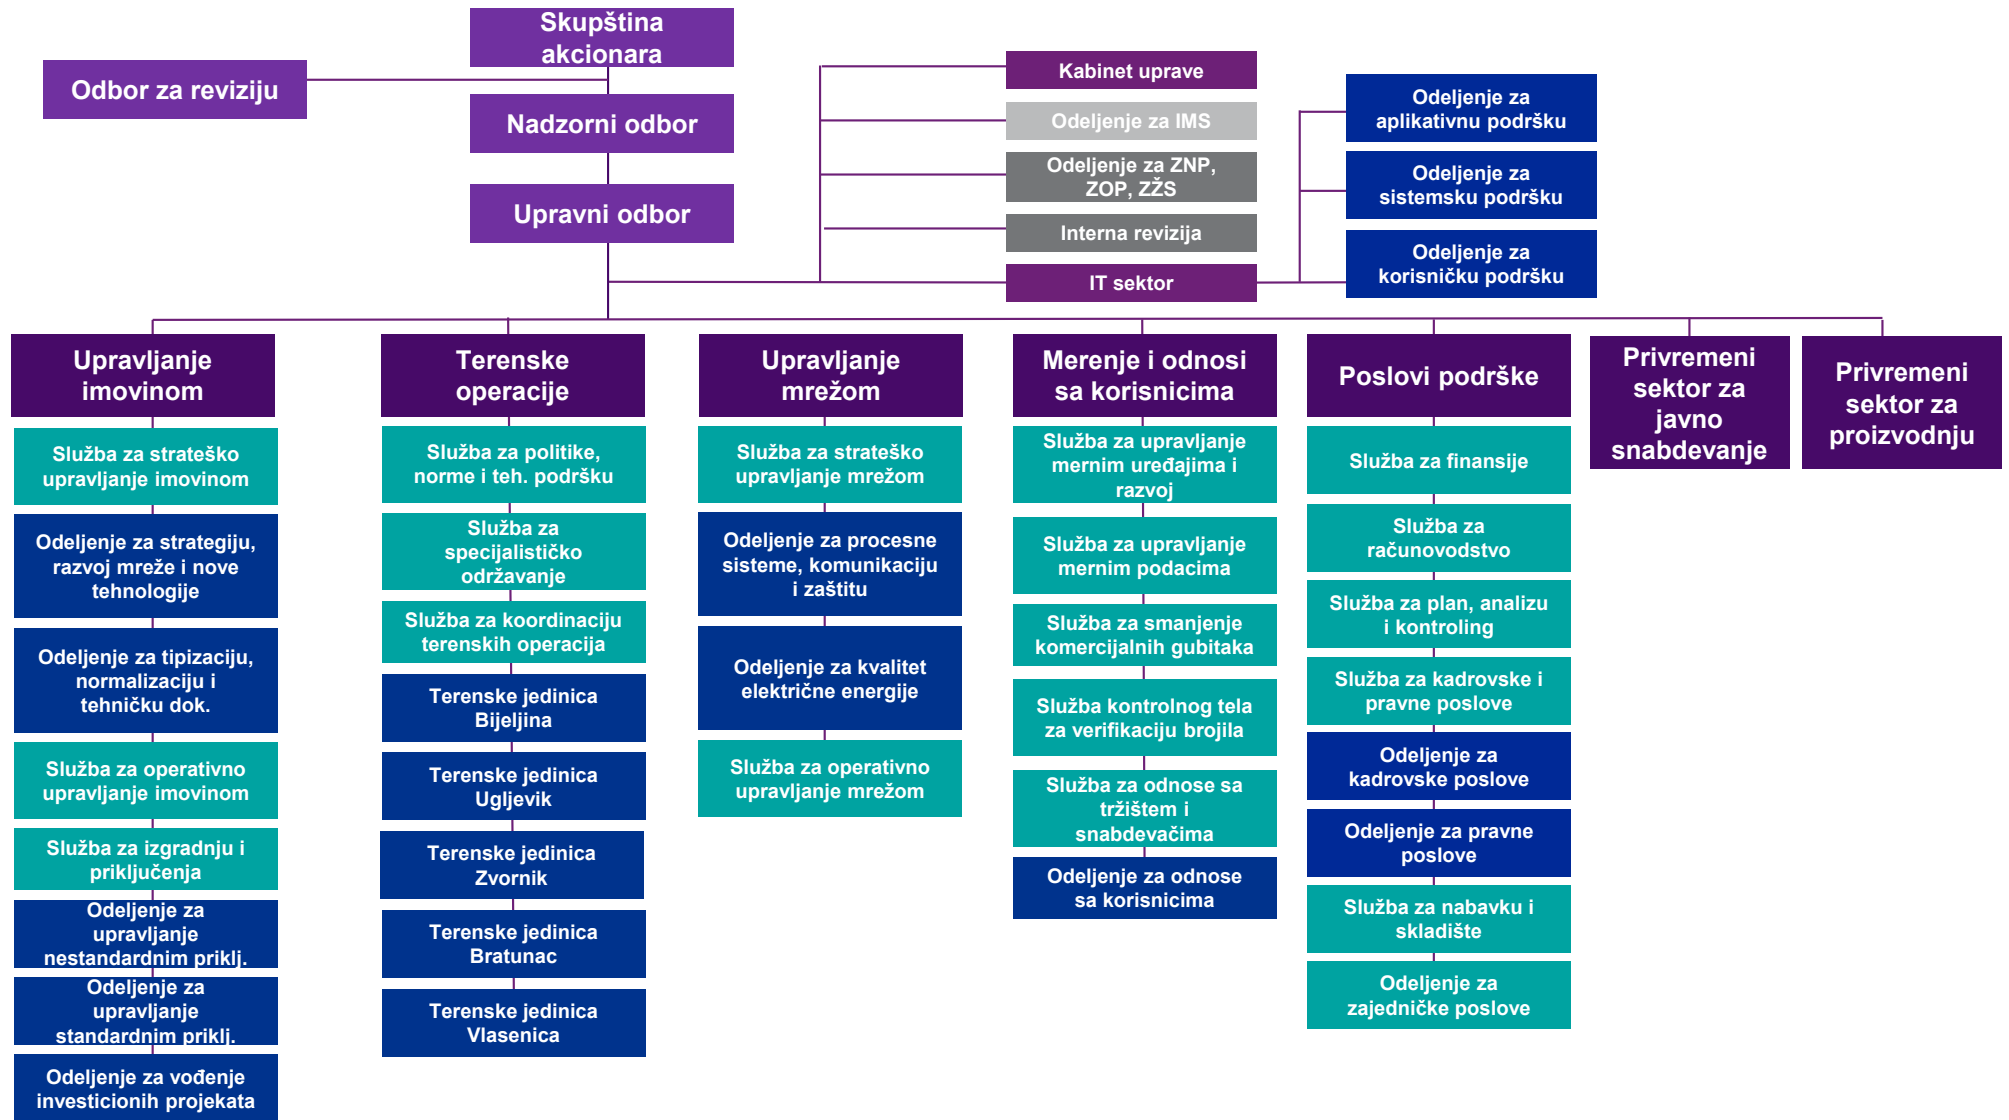 Skupština
akcionara
Odbor za reviziju
Nadzorni odbor
Upravni odbor
Kabinet uprave
Odeljenje za IMS
Odeljenje za ZNP,
ZOP, ZŽS
Interna revizija
IT sektor
Odeljenje za
aplikativnu podršku
Odeljenje za
sistemsku podršku
Odeljenje za
korisničku podršku
Upravljanje
imovinom
Služba za strateško
upravljanje imovinom
Odeljenje za strategiju,
razvoj mreže i nove
tehnologije
Odeljenje za tipizaciju,
normalizaciju i
tehničku dok.
Služba za operativno
upravljanje imovinom
Služba za izgradnju i
priključenja
Odeljenje za
upravljanje
nestandardnim priklj.
Odeljenje za
upravljanje
standardnim priklj.
Odeljenje za vođenje
investicionih projekata
Terenske
operacije
Služba za politike,
norme i teh. podršku
Služba za
specijalističko
održavanje
Služba za koordinaciju
terenskih operacija
Terenske jedinica
Bijeljina
Terenske jedinica
Ugljevik
Terenske jedinica
Zvornik
Terenske jedinica
Bratunac
Terenske jedinica
Vlasenica
Upravljanje
mrežom
Služba za strateško
upravljanje mrežom
Odeljenje za procesne
sisteme, komunikaciju
i zaštitu
Odeljenje za kvalitet
električne energije
Služba za operativno
upravljanje mrežom
Merenje i odnosi
sa korisnicima
Služba za upravljanje
mernim uređajima i
razvoj
Služba za upravljanje
mernim podacima
Služba za smanjenje
komercijalnih gubitaka
Služba kontrolnog tela
za verifikaciju brojila
Služba za odnose sa
tržištem i
snabdevačima
Odeljenje za odnose
sa korisnicima
Poslovi podrške
Služba za finansije
Služba za
računovodstvo
Služba za plan, analizu
i kontroling
Služba za kadrovske i
pravne poslove
Odeljenje za
kadrovske poslove
Odeljenje za pravne
poslove
Služba za nabavku i
skladište
Odeljenje za
zajedničke poslove
Privremeni
sektor za
javno
snabdevanje
Privremeni
sektor za
proizvodnju